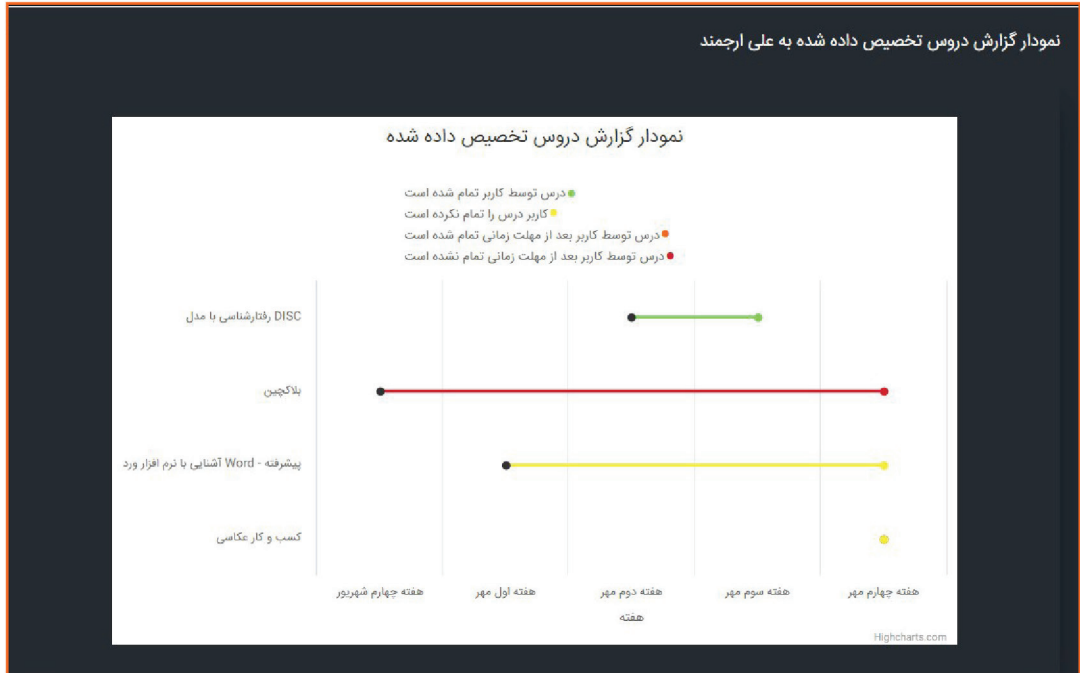 نمودار گزارش دروس تخصیص داده شده به علی ارجمند
نمودار گزارش دروس تخصیص داده شده
درس توسط کاربر تمام شده است
کاربر درس را تمام نکرده است
درس توسط کاربر بعد از مهلت زمانی تمام شده است
درس توسط کاربر بعد از مهلت زمانی تمام نشده است
DISC رفتارشناسی با مدل
بلاکچین
پیشرفته - Word آشنایی با نرم افزار ورد
کسب و کار عکاسی
هفته چهارم شهریور
هفته اول مهر
هفته دوم مهر
هفته سوم مهر
هفته چهارم مهر
هفته
Highcharts.com